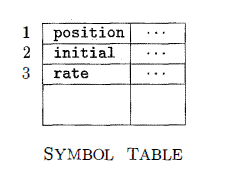 1 position ...
2 initial ...
3 rate ...
SYMBOL TABLE